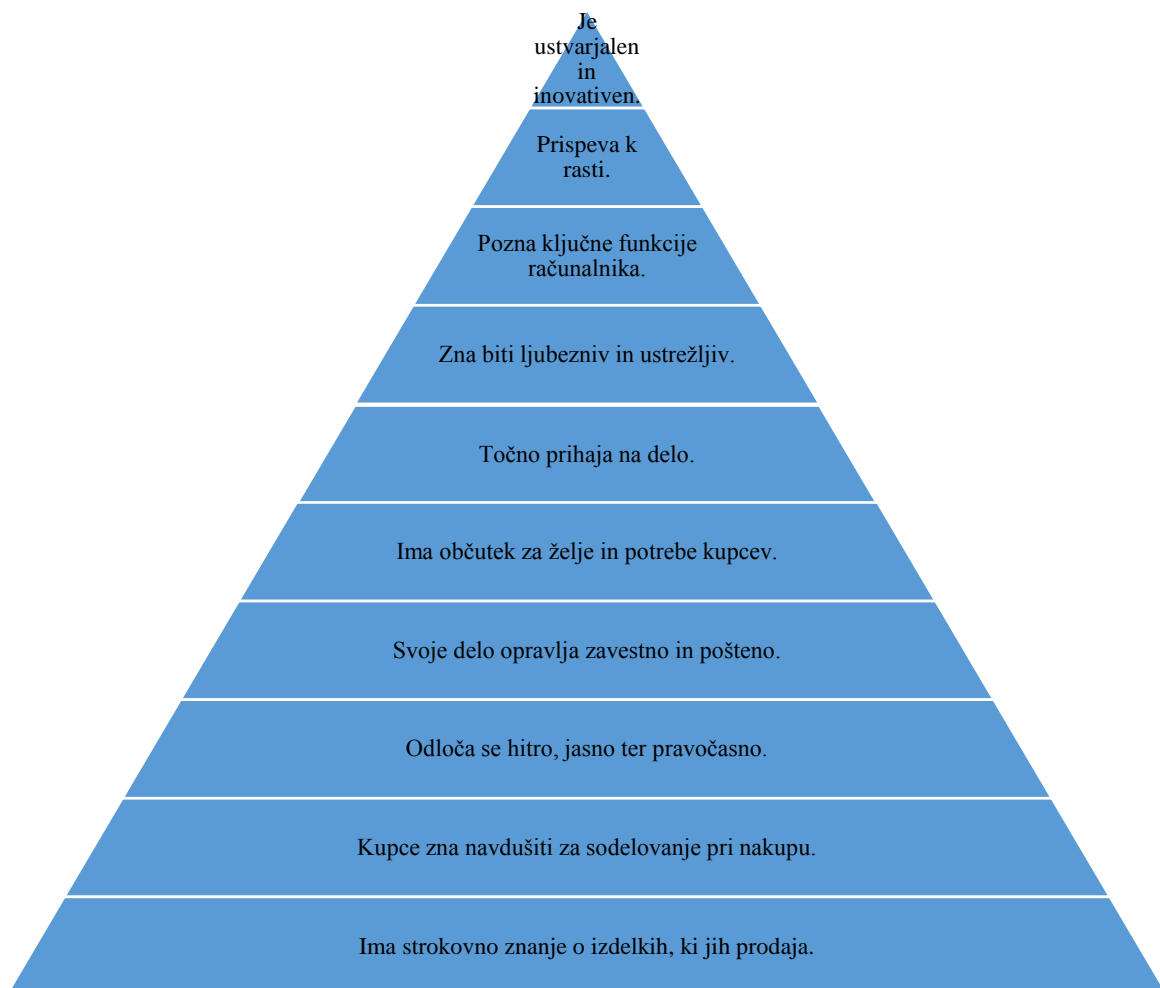 Je
ustvarjalen
in
inovativen.
Prispeva k
rasti.
Pozna ključne funkcije
računalnika.
Zna biti ljubezniv in ustrežljiv.
Točno prihaja na delo.
Ima občutek za želje in potrebe kupcev.
Svoje delo opravlja zavestno in pošteno.
Odloča se hitro, jasno ter pravočasno.
Kupce zna navdušiti za sodelovanje pri nakupu.
Ima strokovno znanje o izdelkih, ki jih prodaja.